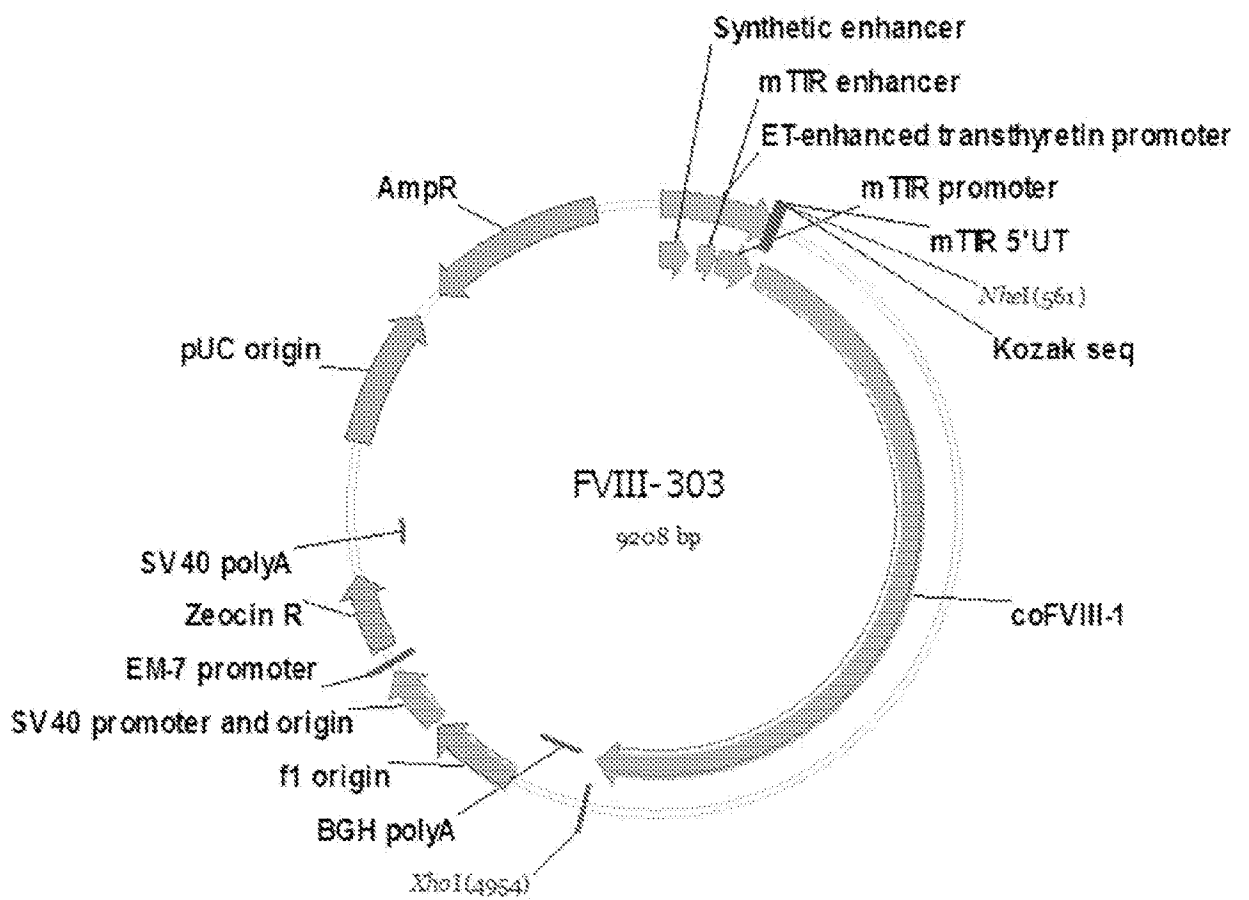 Synthetic enhancer
mTTR enhancer
ET-enhanced transthyretin promoter
mTTR promoter
mTTR 5'UT
NheI(561)
Kozak seq
AmpR
pUC origin
FVIII-303
9208 bp
SV40 polyA
Zeocin R
coFVIII-1
EM-7 promoter
SV40 promoter and origin
f1 origin
BGH polyA
XhoI(4954)